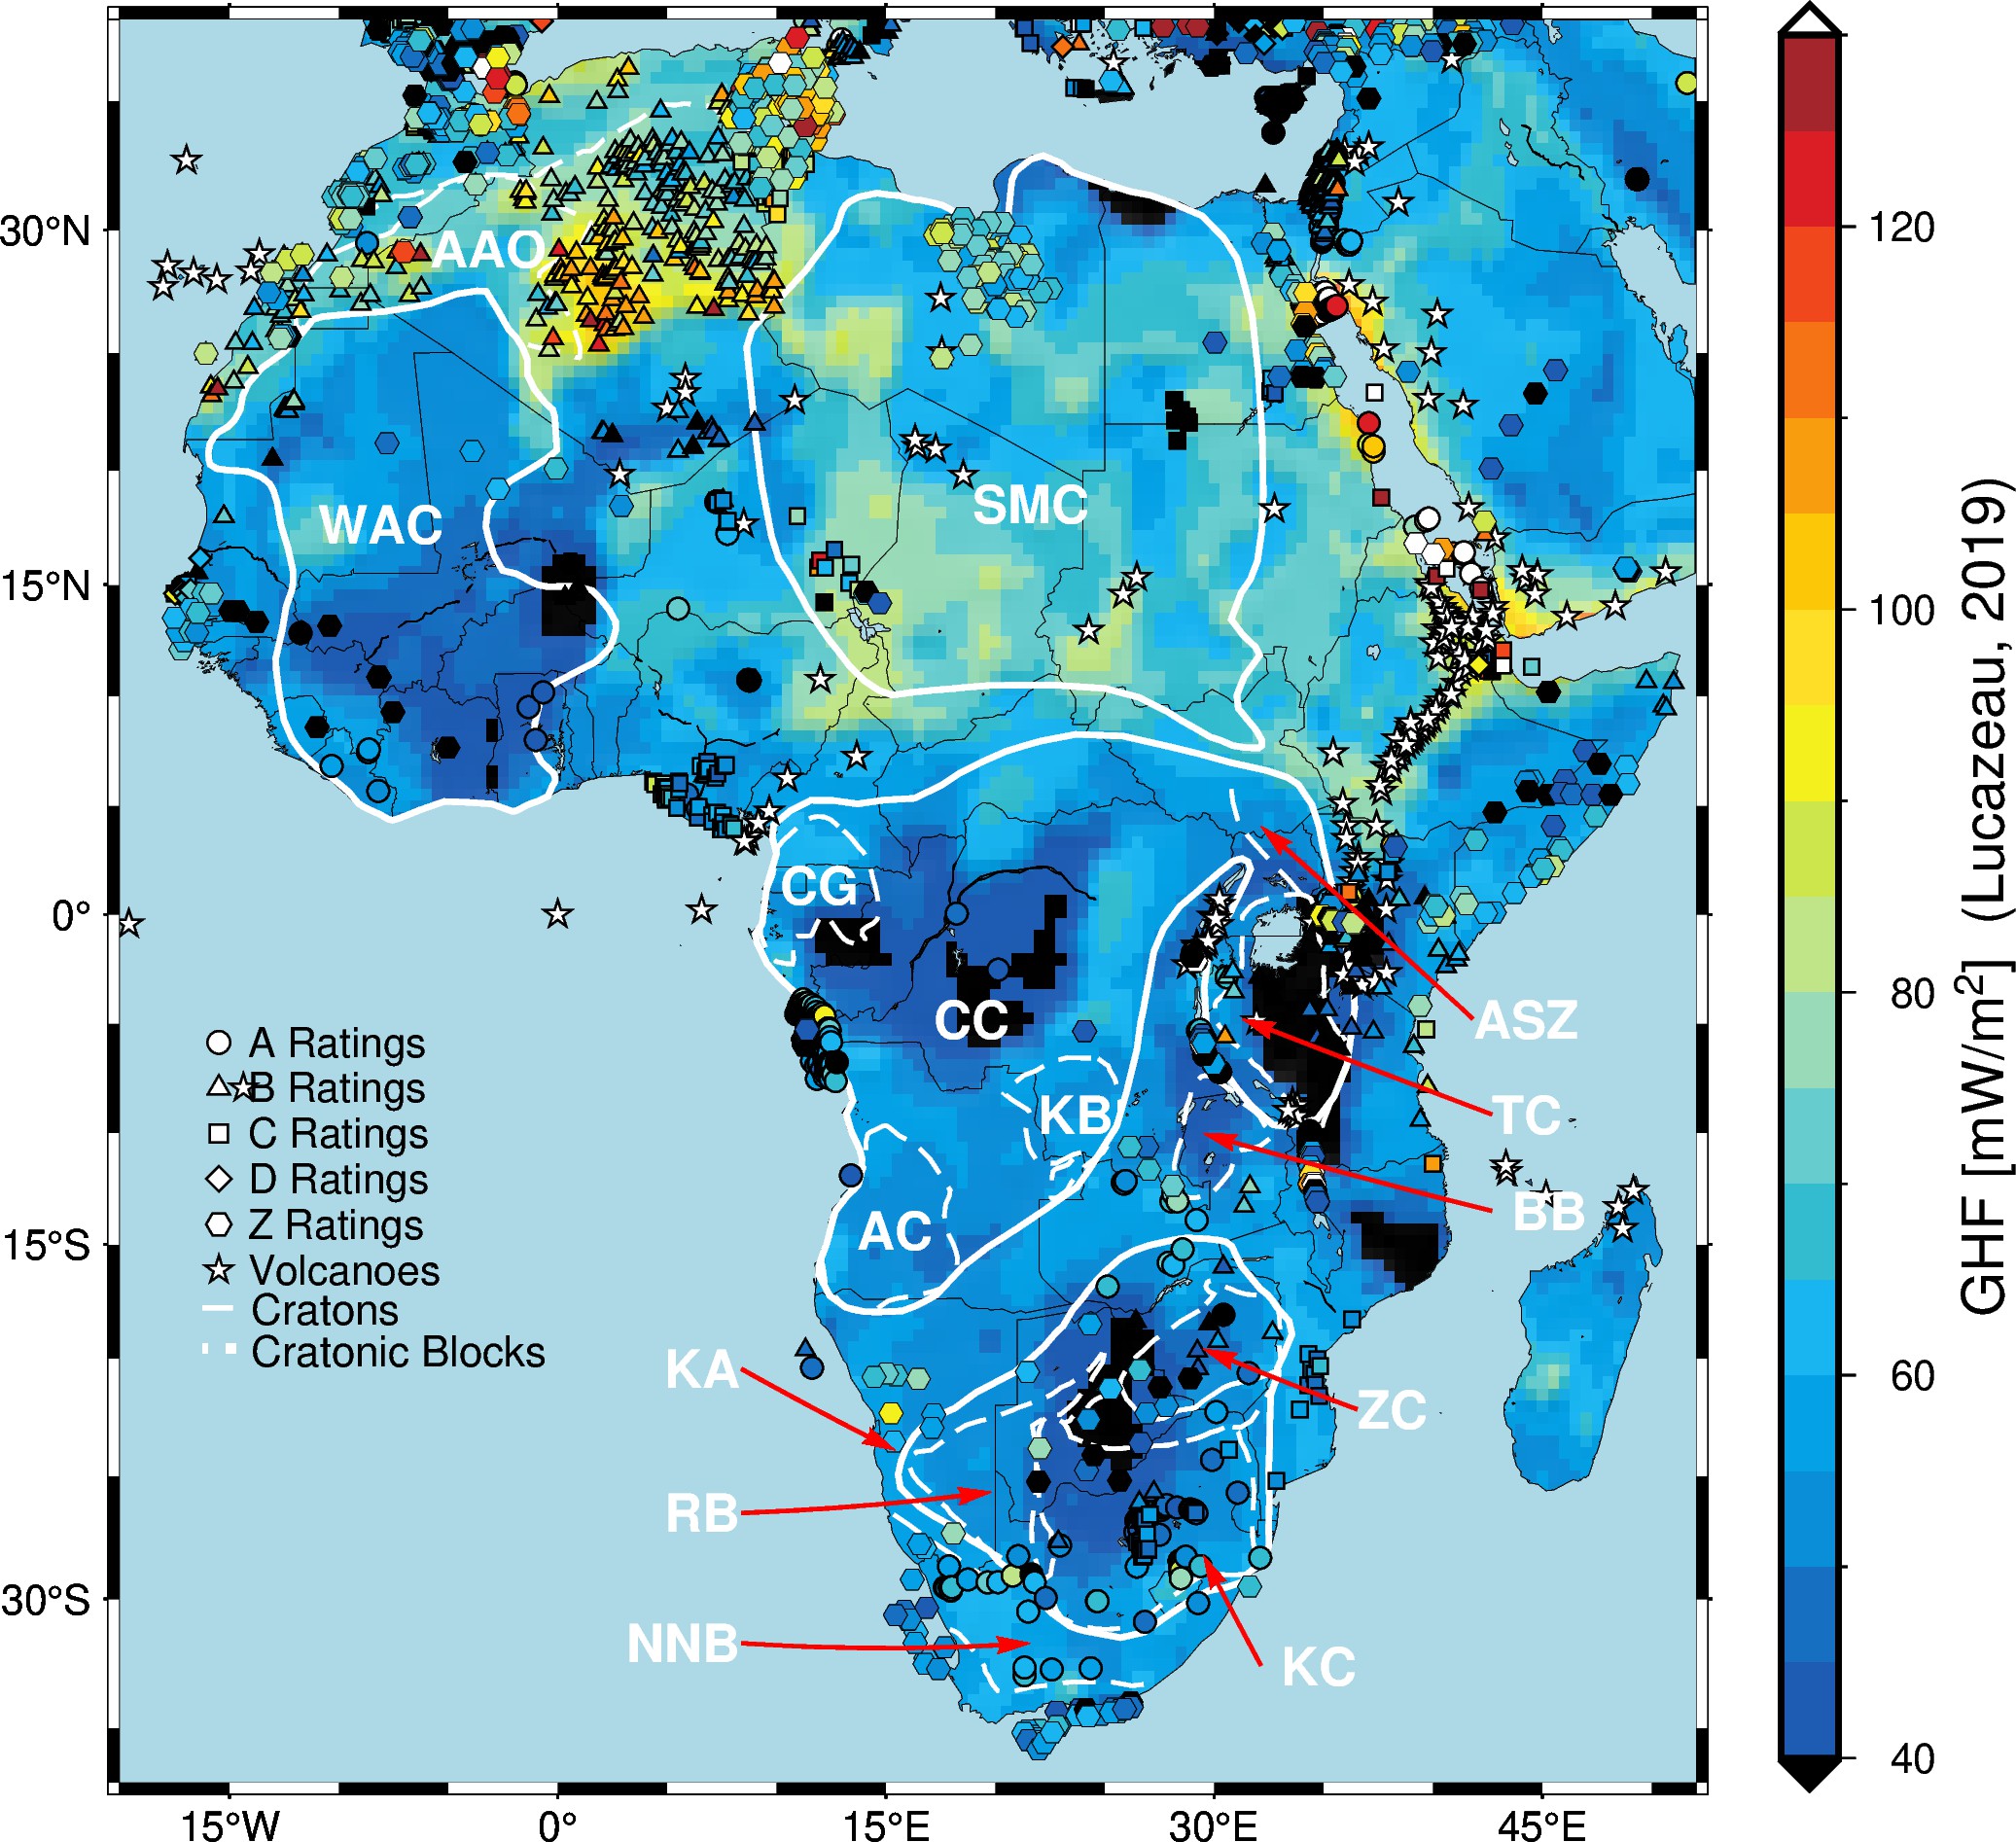 30°N
15°N
0°
15°S
30°S
15°W
0°
15°E
30°E
45°E
AAO
WAC
SMC
CG
CC
KB
AC
ASZ
TC
BB
KA
RB
NNB
ZC
KC
A Ratings
B Ratings
C Ratings
D Ratings
Z Ratings
Volcanoes
Cratons
Cratonic Blocks
120
100
80
60
40
GHF [mW/m²] (Lucazeau, 2019)